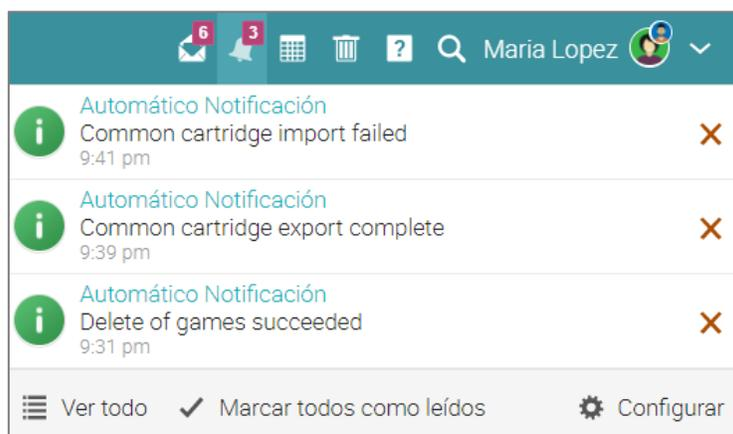 6 3 ? Maria Lopez
Automático Notificación
Common cartridge import failed
9:41 pm
Automático Notificación
Common cartridge export complete
9:39 pm
Automático Notificación
Delete of games succeeded
9:31 pm
Ver todo Marcar todos como leídos Configurar